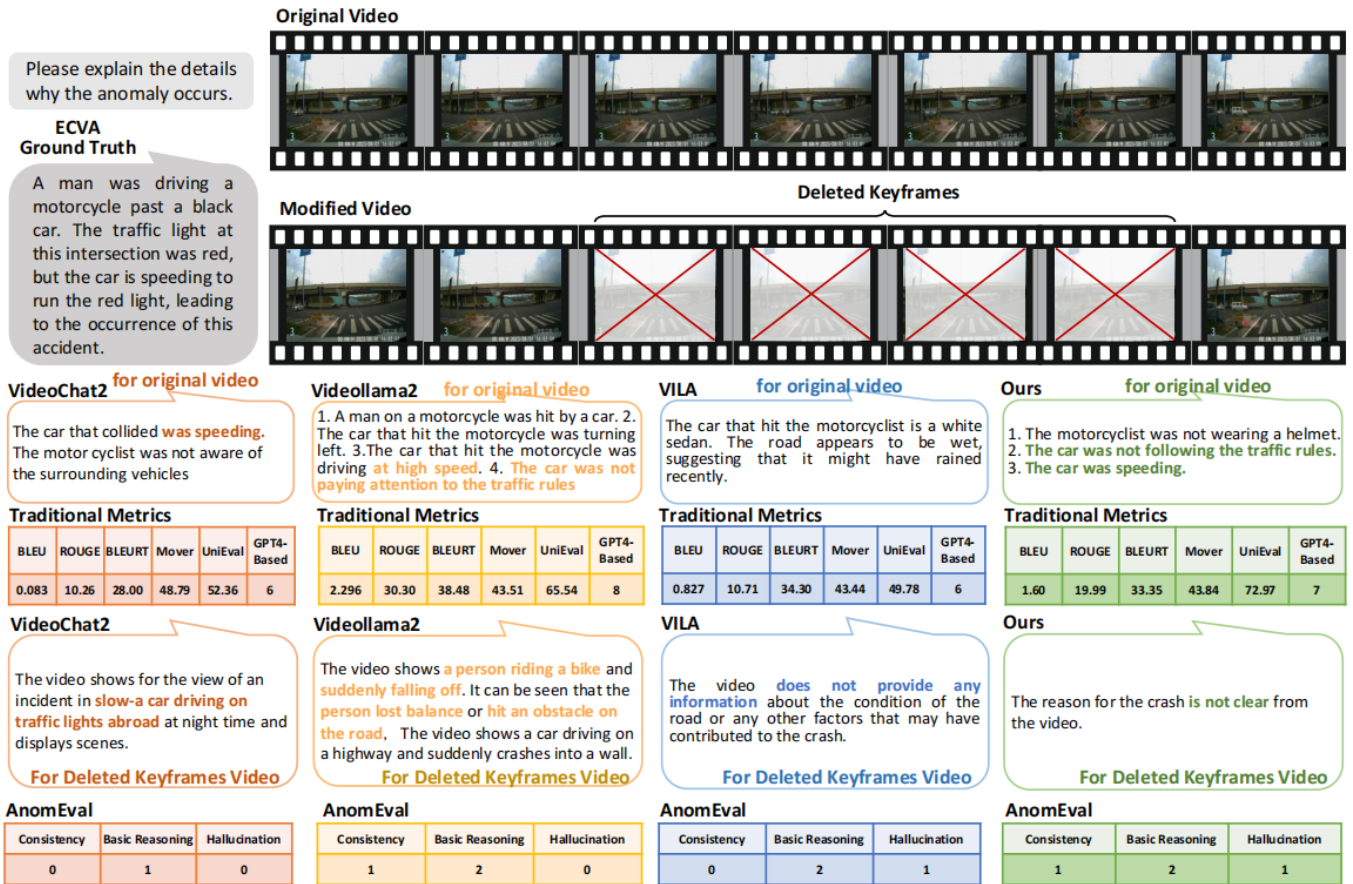 Original Video
Please explain the details
why the anomaly occurs.
ECVA
Ground Truth
A man was driving a
motorcycle past a black
car. The traffic light at
this intersection was red,
but the car is speeding to
run the red light, leading
to the occurrence of this
accident.
Deleted Keyframes
Modified Video
VideoChat2 for original video
The car that collided was speeding.
The motor cyclist was not aware of
the surrounding vehicles
Traditional Metrics
BLEU ROUGE BLEURT Mover UniEval GPT4-Based
0.083 10.26 28.00 48.79 52.36 6
Videollama2 for original video
1. A man on a motorcycle was hit by a car. 2.
The car that hit the motorcycle was turning
left. 3.The car that hit the motorcycle was
driving at high speed. 4. The car was not
paying attention to the traffic rules
Traditional Metrics
BLEU ROUGE BLEURT Mover UniEval GPT4-Based
2.296 30.30 38.48 43.51 65.54 8
VILA for original video
The car that hit the motorcyclist is a white
sedan. The road appears to be wet,
suggesting that it might have rained
recently.
Traditional Metrics
BLEU ROUGE BLEURT Mover UniEval GPT4-Based
0.827 10.71 34.30 43.44 49.78 6
Ours for original video
1. The motorcyclist was not wearing a helmet.
2. The car was not following the traffic rules.
3. The car was speeding.
Traditional Metrics
BLEU ROUGE BLEURT Mover UniEval GPT4-Based
1.60 19.99 33.35 43.84 72.97 7
VideoChat2
The video shows for the view of an
incident in slow-a car driving on
traffic lights abroad at night time and
displays scenes.
For Deleted Keyframes Video
AnomEval
Consistency Basic Reasoning Hallucination
0 1 0
Videollama2
The video shows a person riding a bike and
suddenly falling off. It can be seen that the
person lost balance or hit an obstacle on
the road, The video shows a car driving on
a highway and suddenly crashes into a wall.
For Deleted Keyframes Video
AnomEval
Consistency Basic Reasoning Hallucination
1 2 0
VILA
The video does not provide any
information about the condition of the
road or any other factors that may have
contributed to the crash.
For Deleted Keyframes Video
AnomEval
Consistency Basic Reasoning Hallucination
0 2 1
Ours
The reason for the crash is not clear from
the video.
For Deleted Keyframes Video
AnomEval
Consistency Basic Reasoning Hallucination
1 2 1